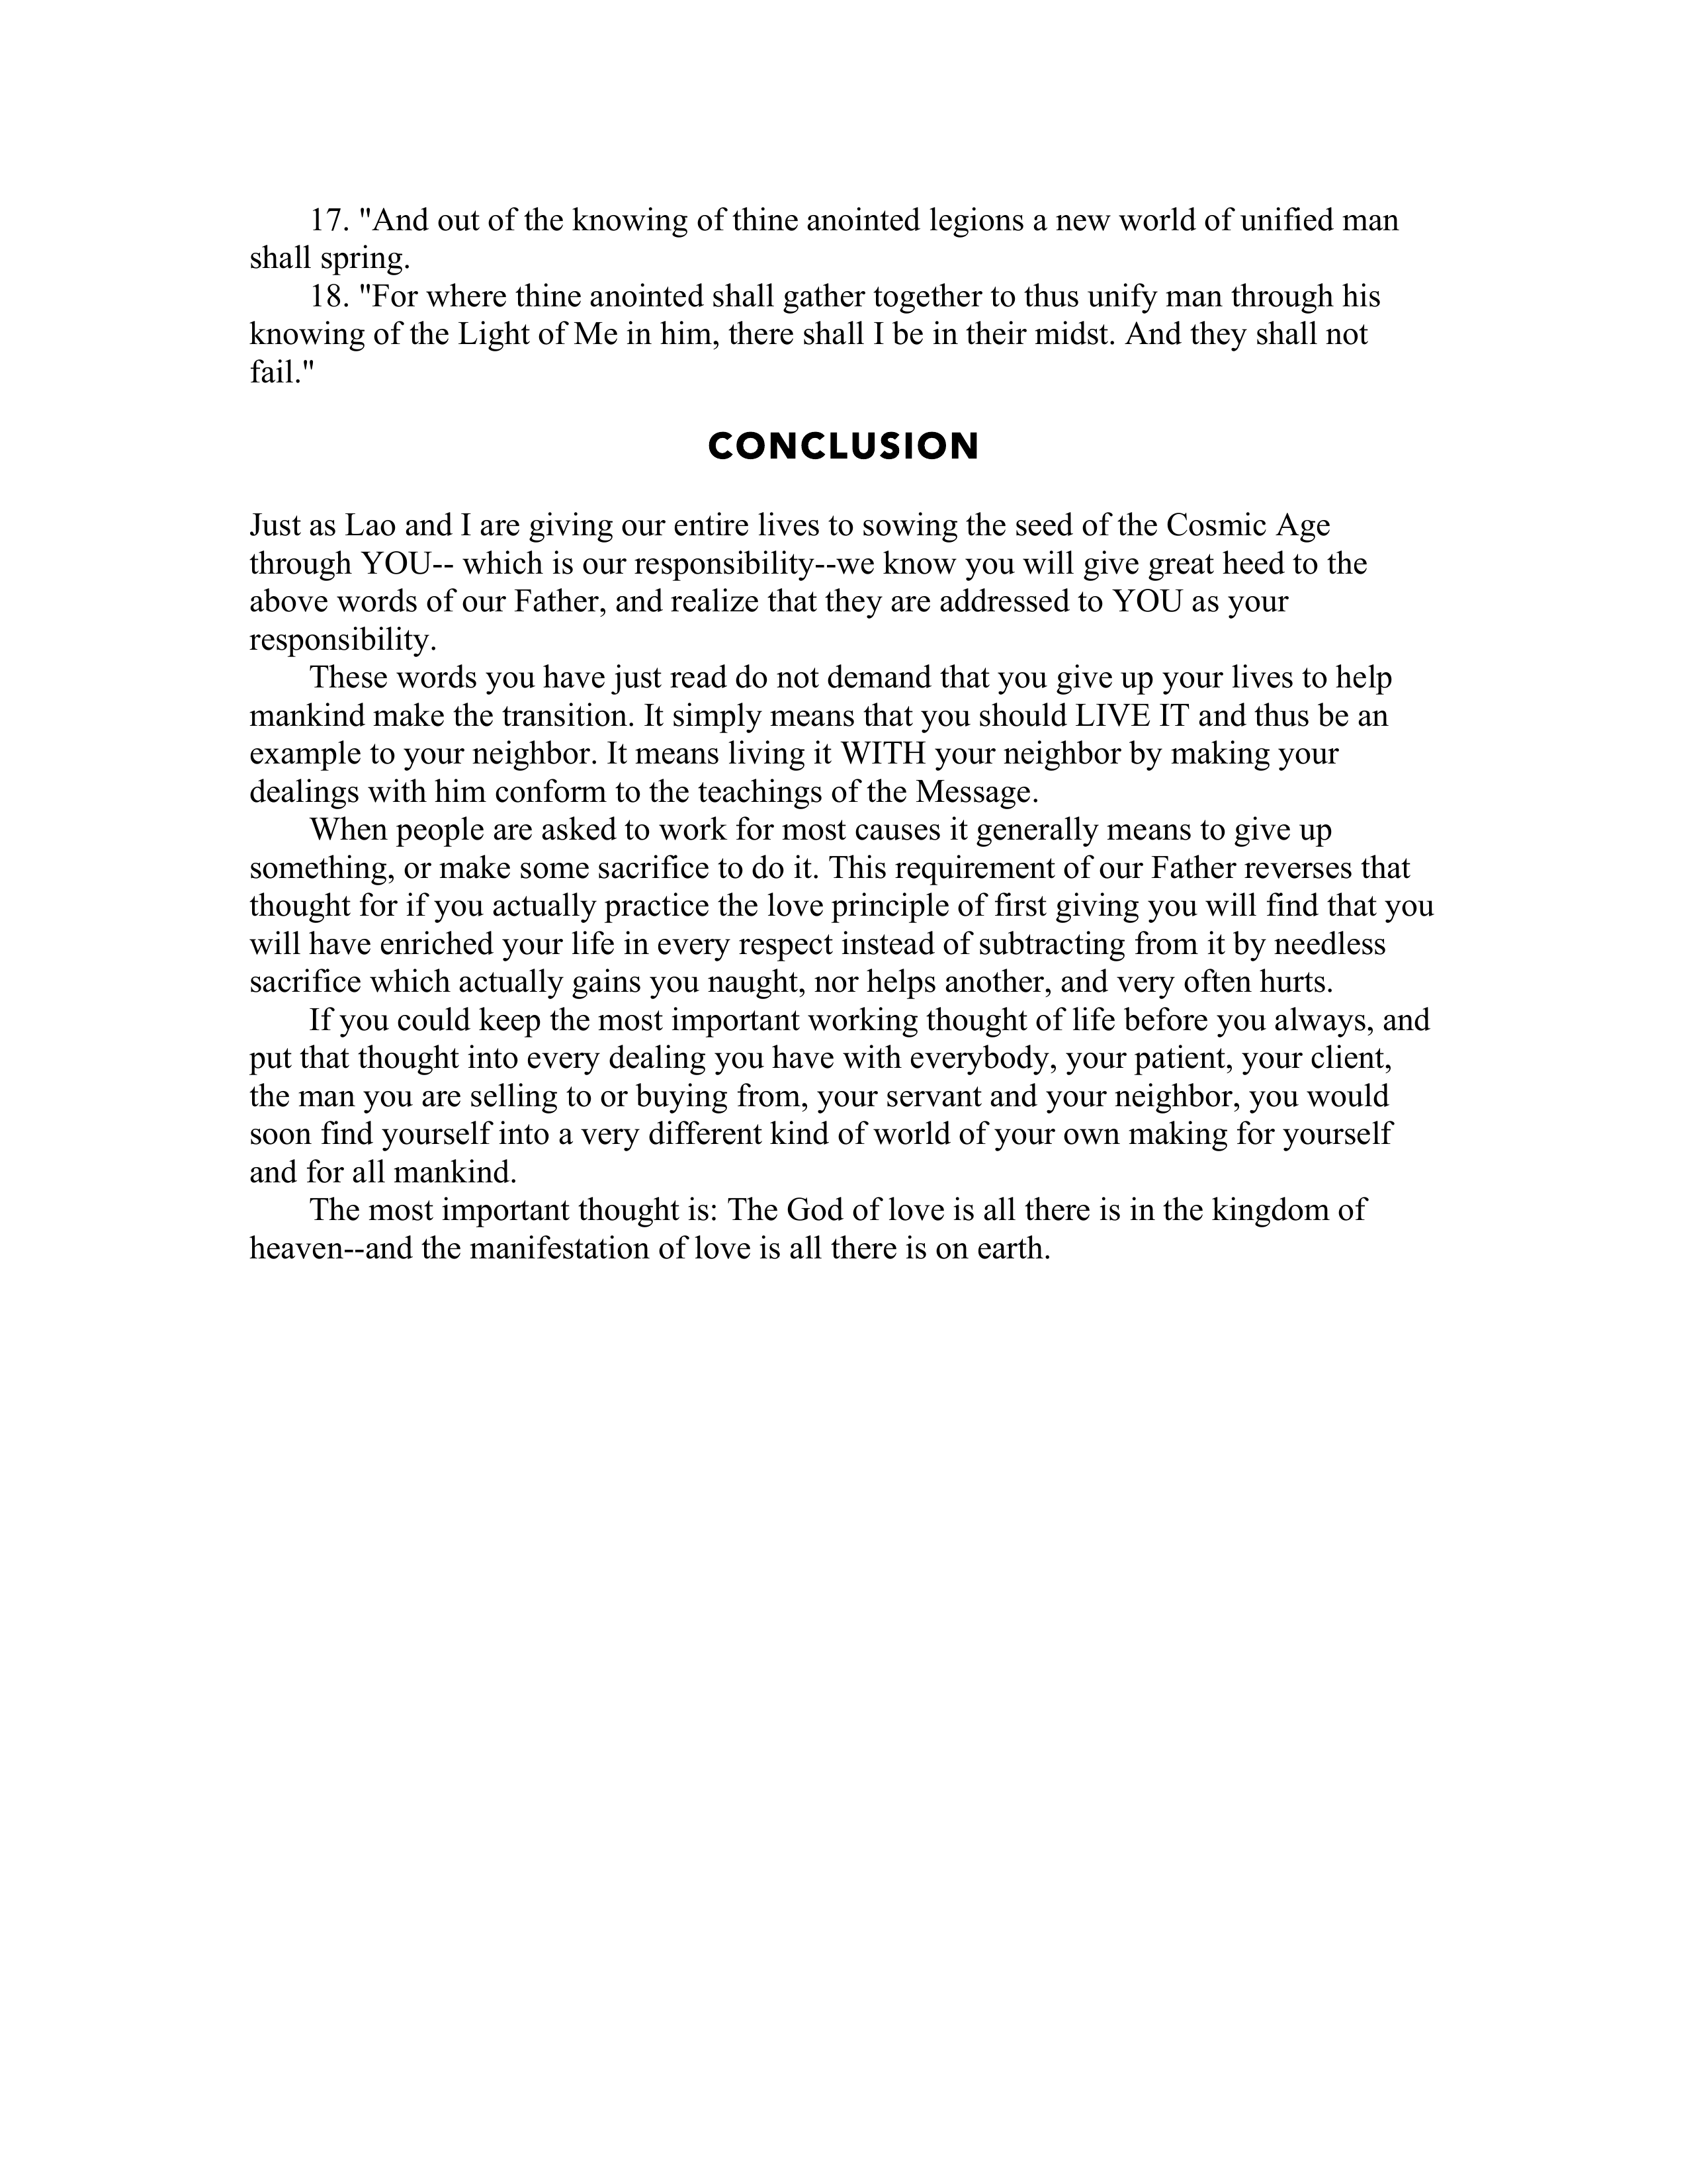 17. "And out of the knowing of thine anointed legions a new world of unified man
shall spring.
18. "For where thine anointed shall gather together to thus unify man through his
knowing of the Light of Me in him, there shall I be in their midst. And they shall not
fail."
CONCLUSION
Just as Lao and I are giving our entire lives to sowing the seed of the Cosmic Age
through YOU-- which is our responsibility--we know you will give great heed to the
above words of our Father, and realize that they are addressed to YOU as your
responsibility.
These words you have just read do not demand that you give up your lives to help
mankind make the transition. It simply means that you should LIVE IT and thus be an
example to your neighbor. It means living it WITH your neighbor by making your
dealings with him conform to the teachings of the Message.
When people are asked to work for most causes it generally means to give up
something, or make some sacrifice to do it. This requirement of our Father reverses that
thought for if you actually practice the love principle of first giving you will find that you
will have enriched your life in every respect instead of subtracting from it by needless
sacrifice which actually gains you naught, nor helps another, and very often hurts.
If you could keep the most important working thought of life before you always, and
put that thought into every dealing you have with everybody, your patient, your client,
the man you are selling to or buying from, your servant and your neighbor, you would
soon find yourself into a very different kind of world of your own making for yourself
and for all mankind.
The most important thought is: The God of love is all there is in the kingdom of
heaven--and the manifestation of love is all there is on earth.